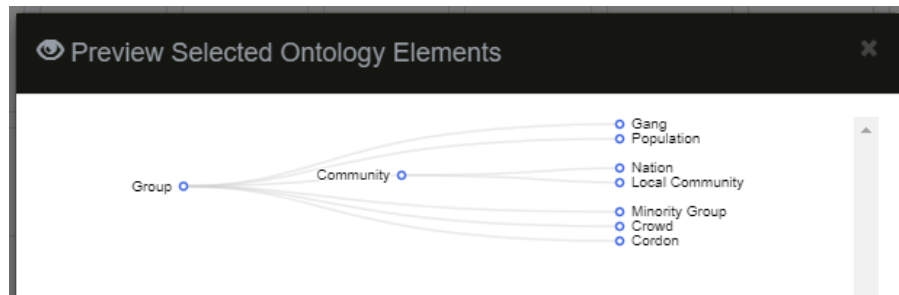 Preview Selected Ontology Elements
Gang
Population
Nation
Community
Local Community
Group
Minority Group
Crowd
Cordon